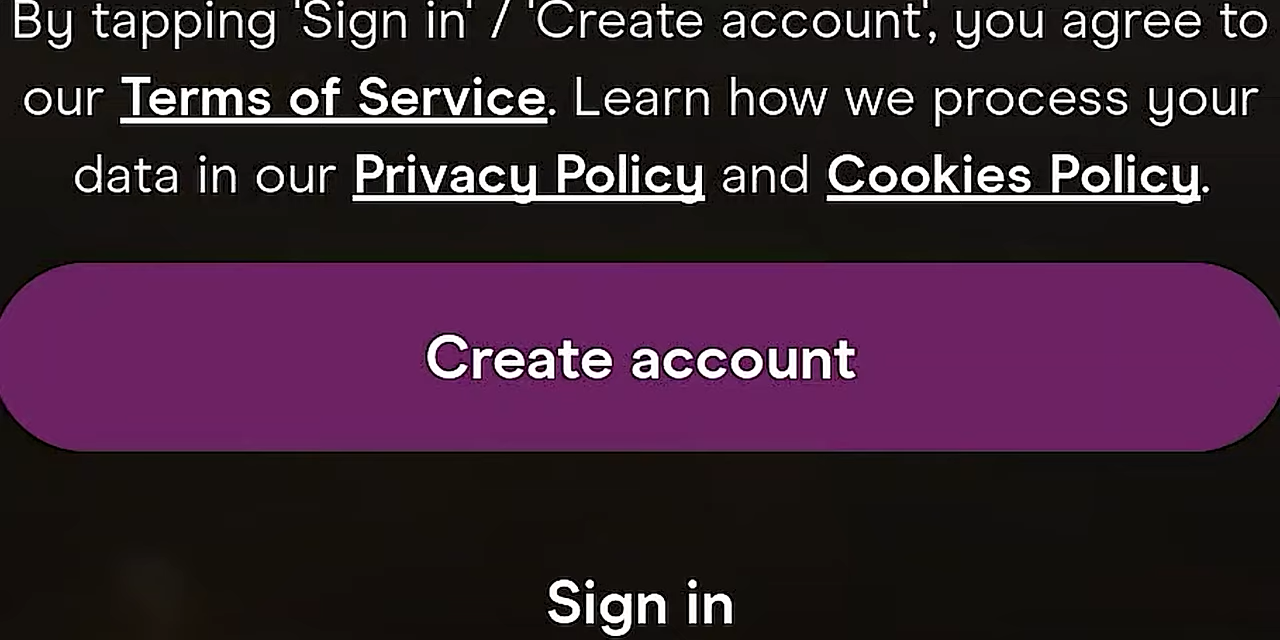 By tapping 'Sign in' / 'Create account', you agree to
our Terms of Service. Learn how we process your
data in our Privacy Policy and Cookies Policy.
Create account
Sign in